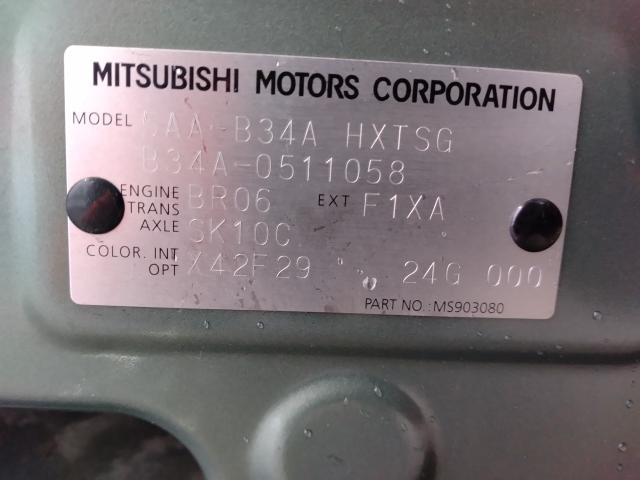 MITSUBISHI MOTORS CORPORATION
MODEL 5AA-B34A HXTSG
B34A-0511058
ENGINE BR06 EXT F1XA
TRANS AXLE SK10C
COLOR. INT OPT X42F29 24G 000
PART NO.:MS903080